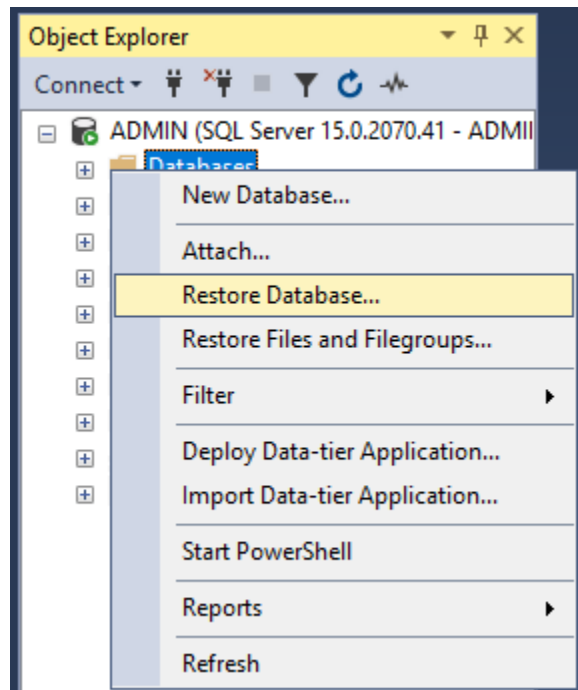 Object Explorer
Connect
ADMIN (SQL Server 15.0.2070.41 - ADMII
Databases
New Database...
Attach...
Restore Database...
Restore Files and Filegroups...
Filter
Deploy Data-tier Application...
Import Data-tier Application...
Start PowerShell
Reports
Refresh